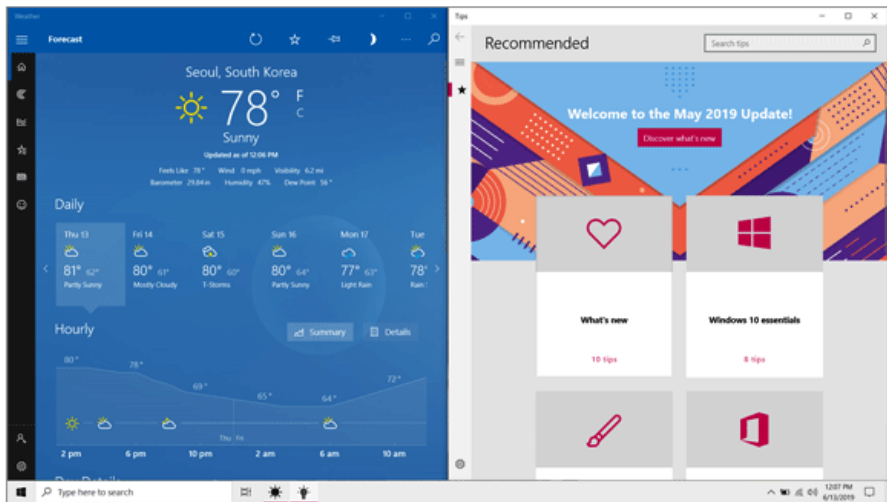 Weather
Forecast
Seoul, South Korea
78°
F
C
Sunny
Updated as of 12:06 PM
Feels Like 78° Wind 0 mph Visibility 6.2 mi
Barometer 29.84 in Humidity 47% Dew Point 56°
Daily
Thu 13 Fri 14 Sat 15 Sun 16 Mon 17 Tue
81° 62° 80° 61° 80° 60° 80° 64° 77° 63° 78°
Partly Sunny Mostly Cloudy T-Storms Partly Sunny Light Rain Rain
Hourly
Summary Details
80° 78° 69° 65° 64° 72°
Thu Fri
2 pm 6 pm 10 pm 2 am 6 am 10 am
Day Details
Tips
Recommended
Search tips
Welcome to the May 2019 Update!
Discover what's new
What's new
10 tips
Windows 10 essentials
8 tips
Type here to search
12:07 PM
6/13/2019